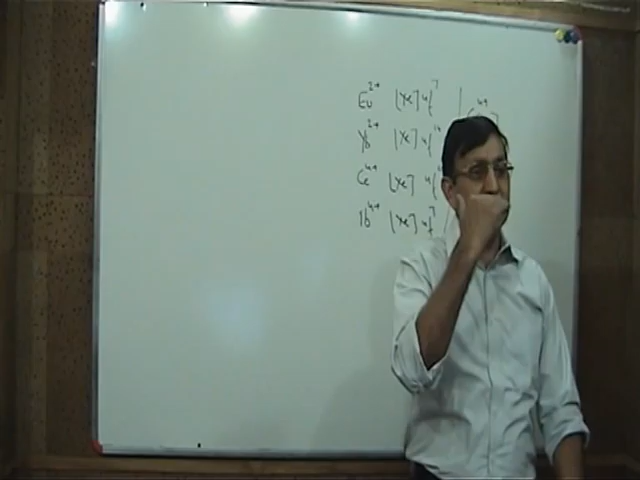 Eu²⁺ [Xe] 4f⁷
Yb²⁺ [Xe] 4f¹⁴
Ce⁴⁺ [Xe] 4f
Tb⁴⁺ [Xe] 4f⁷